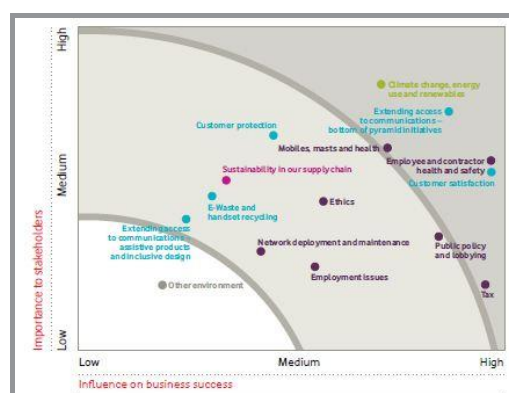 High
Medium
Low
Importance to stakeholders
Climate change, energy
use and renewables
Extending access
to communications –
bottom of pyramid initiatives
Customer protection
Mobiles, masts and health
Employee and contractor
health and safety
Customer satisfaction
Sustainability in our supply chain
E-Waste and
handset recycling
Ethics
Extending access
to communications –
assistive products
and inclusive design
Network deployment and maintenance
Public policy
and lobbying
Employment issues
Other environment
Tax
Low
Medium
High
Influence on business success